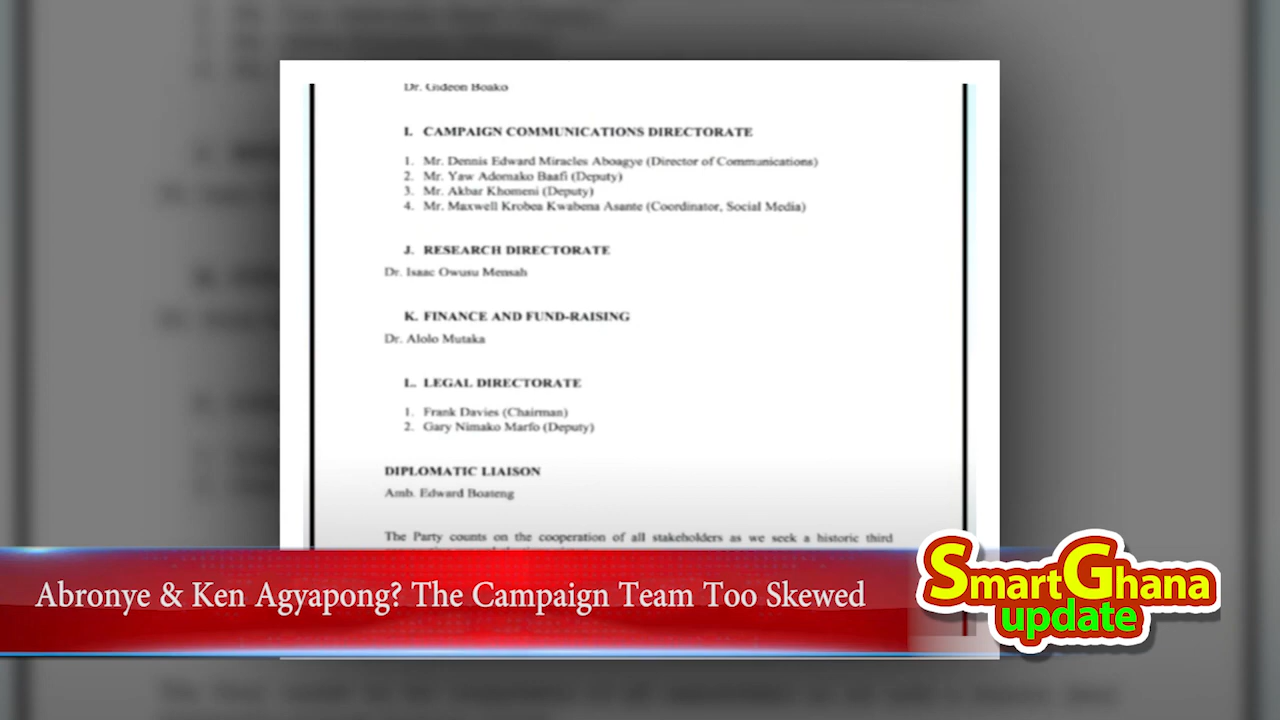 Dr. Gideon Boako
I. CAMPAIGN COMMUNICATIONS DIRECTORATE
1. Mr. Dennis Edward Miracles Aboagye (Director of Communications)
2. Mr. Yaw Adomako Baafi (Deputy)
3. Mr. Akbar Khomeni (Deputy)
4. Mr. Maxwell Krobea Kwabena Asante (Coordinator, Social Media)
J. RESEARCH DIRECTORATE
Dr. Isaac Owusu Mensah
K. FINANCE AND FUND-RAISING
Dr. Alolo Mutaka
L. LEGAL DIRECTORATE
1. Frank Davies (Chairman)
2. Gary Nimako Marfo (Deputy)
DIPLOMATIC LIAISON
Amb. Edward Boateng
The Party counts on the cooperation of all stakeholders as we seek a historic third
Abronye & Ken Agyapong? The Campaign Team Too Skewed
SmartGhana
update